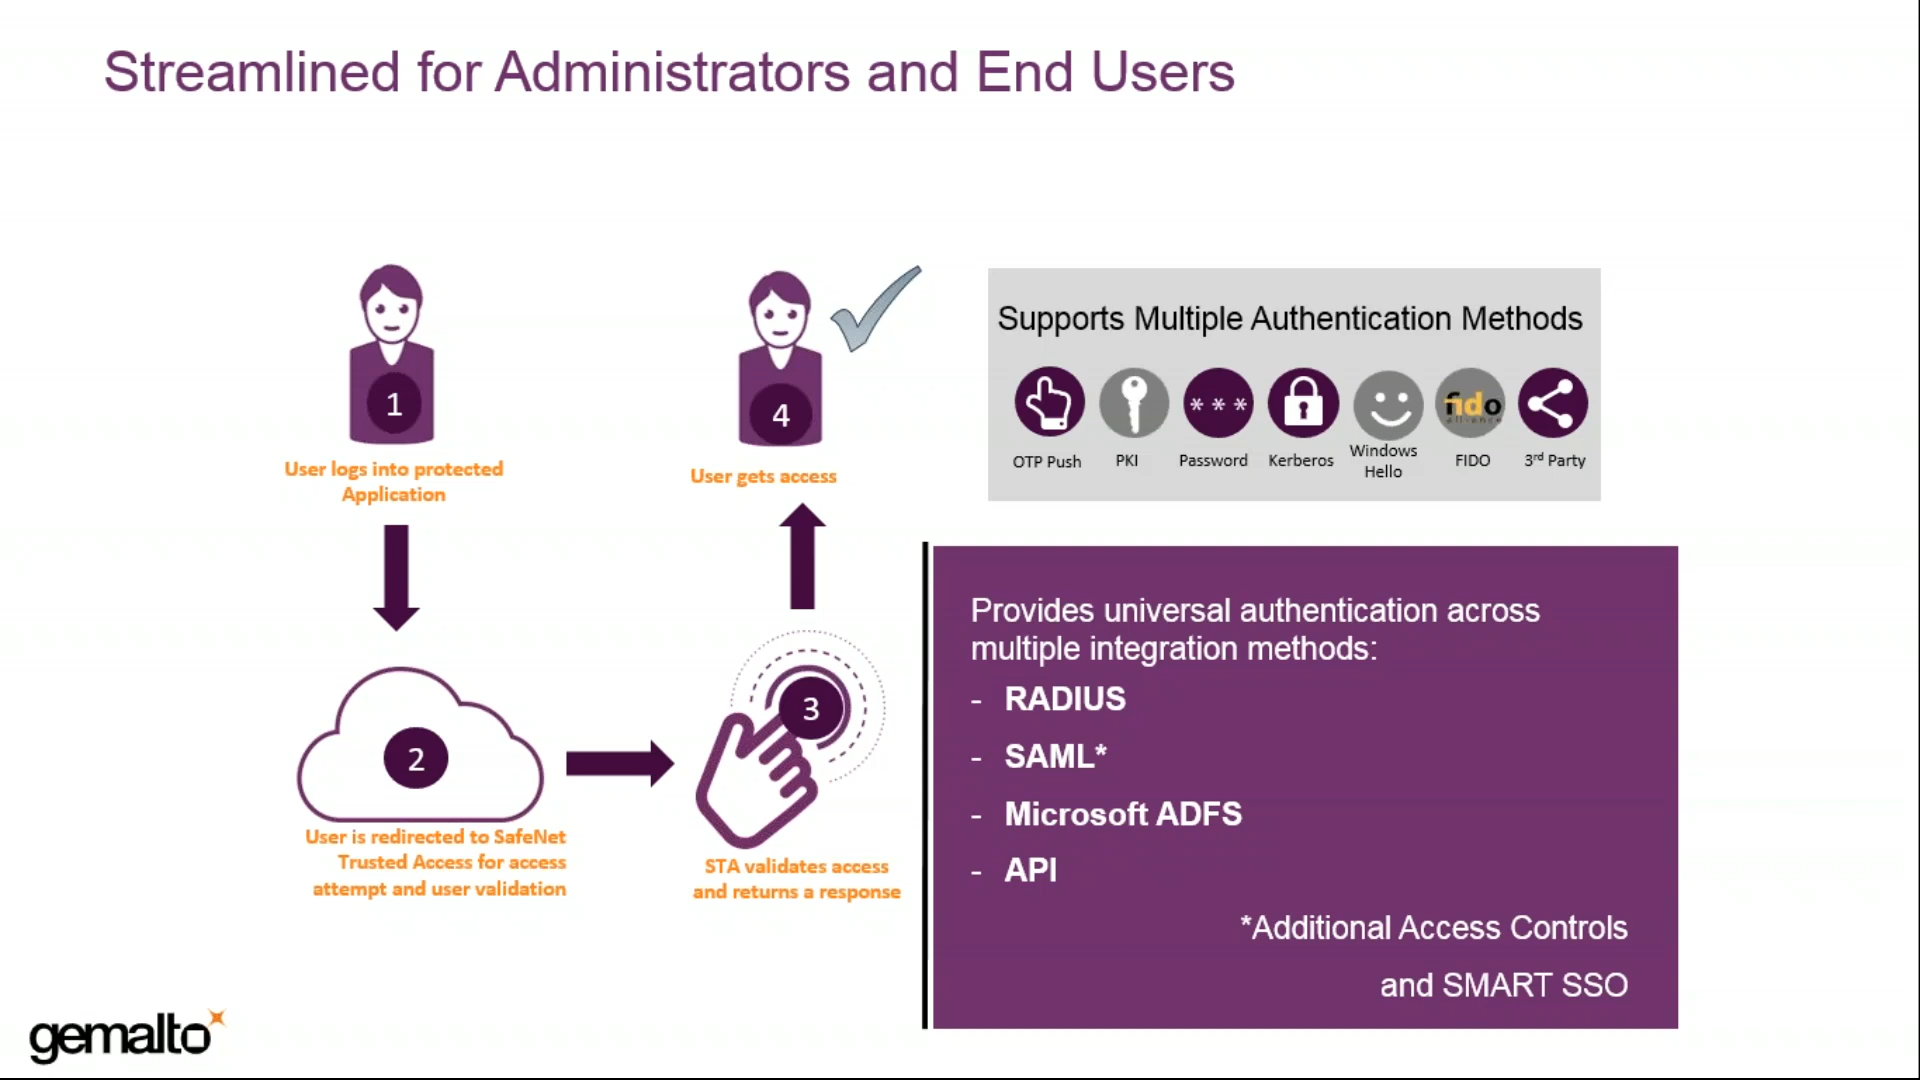 Streamlined for Administrators and End Users
1
User logs into protected
Application
2
User is redirected to SafeNet
Trusted Access for access
attempt and user validation
3
STA validates access
and returns a response
4
User gets access
Supports Multiple Authentication Methods
* * *
fido
alliance
OTP Push
PKI
Password
Kerberos
Windows
Hello
FIDO
3rd Party
Provides universal authentication across
multiple integration methods:
- RADIUS
- SAML*
- Microsoft ADFS
- API
*Additional Access Controls
and SMART SSO
gemalto